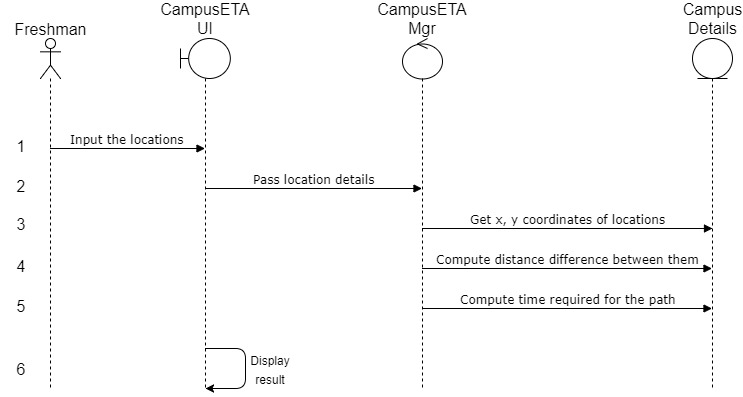 Freshman
CampusETA
UI
CampusETA
Mgr
Campus
Details
1
Input the locations
2
Pass location details
3
Get x, y coordinates of locations
4
Compute distance difference between them
5
Compute time required for the path
6
Display
result